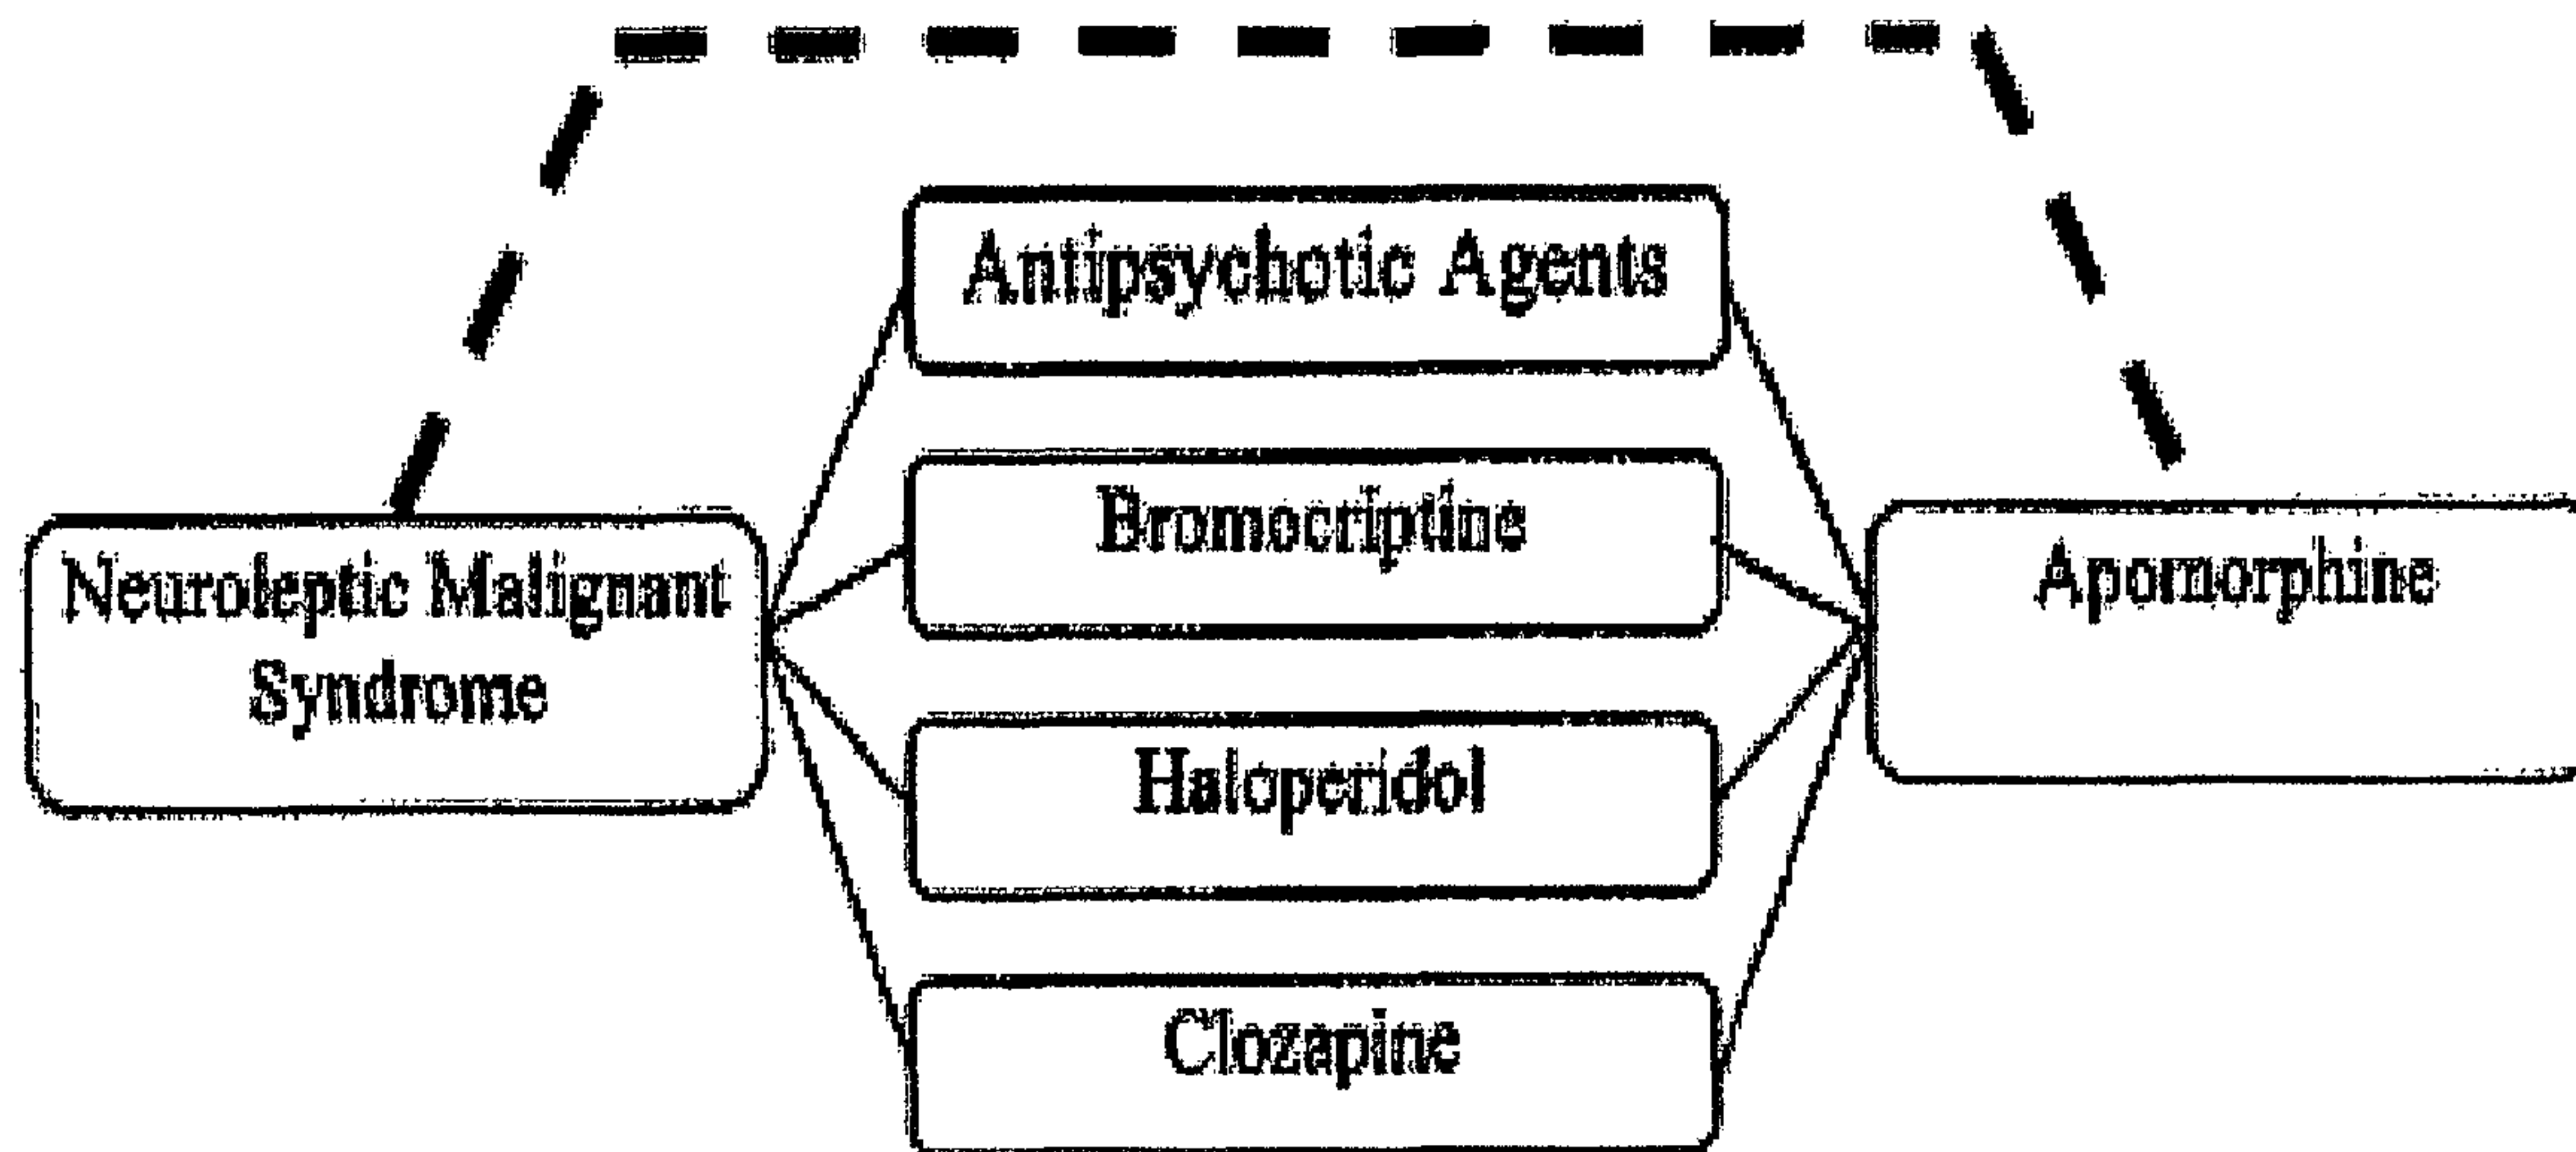 Antipsychotic Agents
Bromocriptine
Neuroleptic Malignant
Syndrome
Apomorphine
Haloperidol
Clozapine